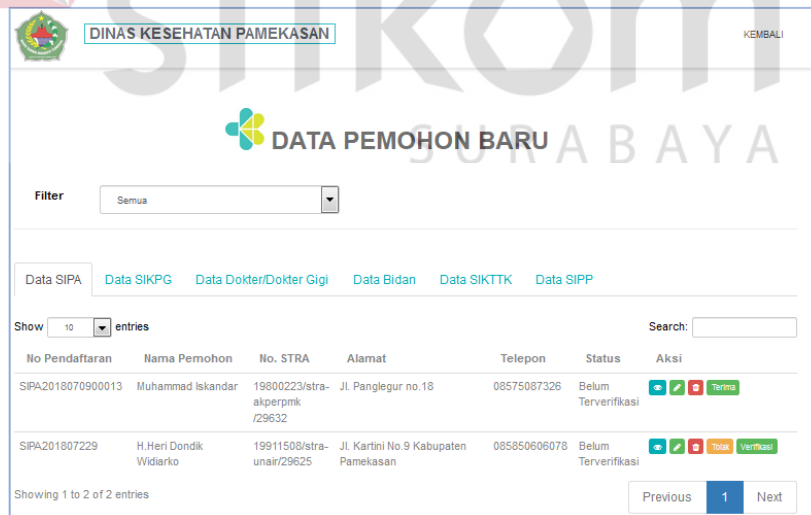 DINAS KESEHATAN PAMEKASAN
KEMBALI
stikom
SURABAYA
DATA PEMOHON BARU
Filter
Semua
Data SIPA Data SIKPG Data Dokter/Dokter Gigi Data Bidan Data SIKTTK Data SIPP
Show 10 entries Search:
No Pendaftaran Nama Pemohon No. STRA Alamat Telepon Status Aksi
SIPA2018070900013 Muhammad Iskandar 19800223/stra- Jl. Panglegur no.18 08575087326 Belum Terima
akperpmk Terverifikasi
/29632
SIPA201807229 H.Heri Dondik 19911508/stra- Jl. Kartini No.9 Kabupaten 085850606078 Belum Tolak Verifikasi
Widiarko unair/29625 Pamekasan Terverifikasi
Showing 1 to 2 of 2 entries Previous 1 Next